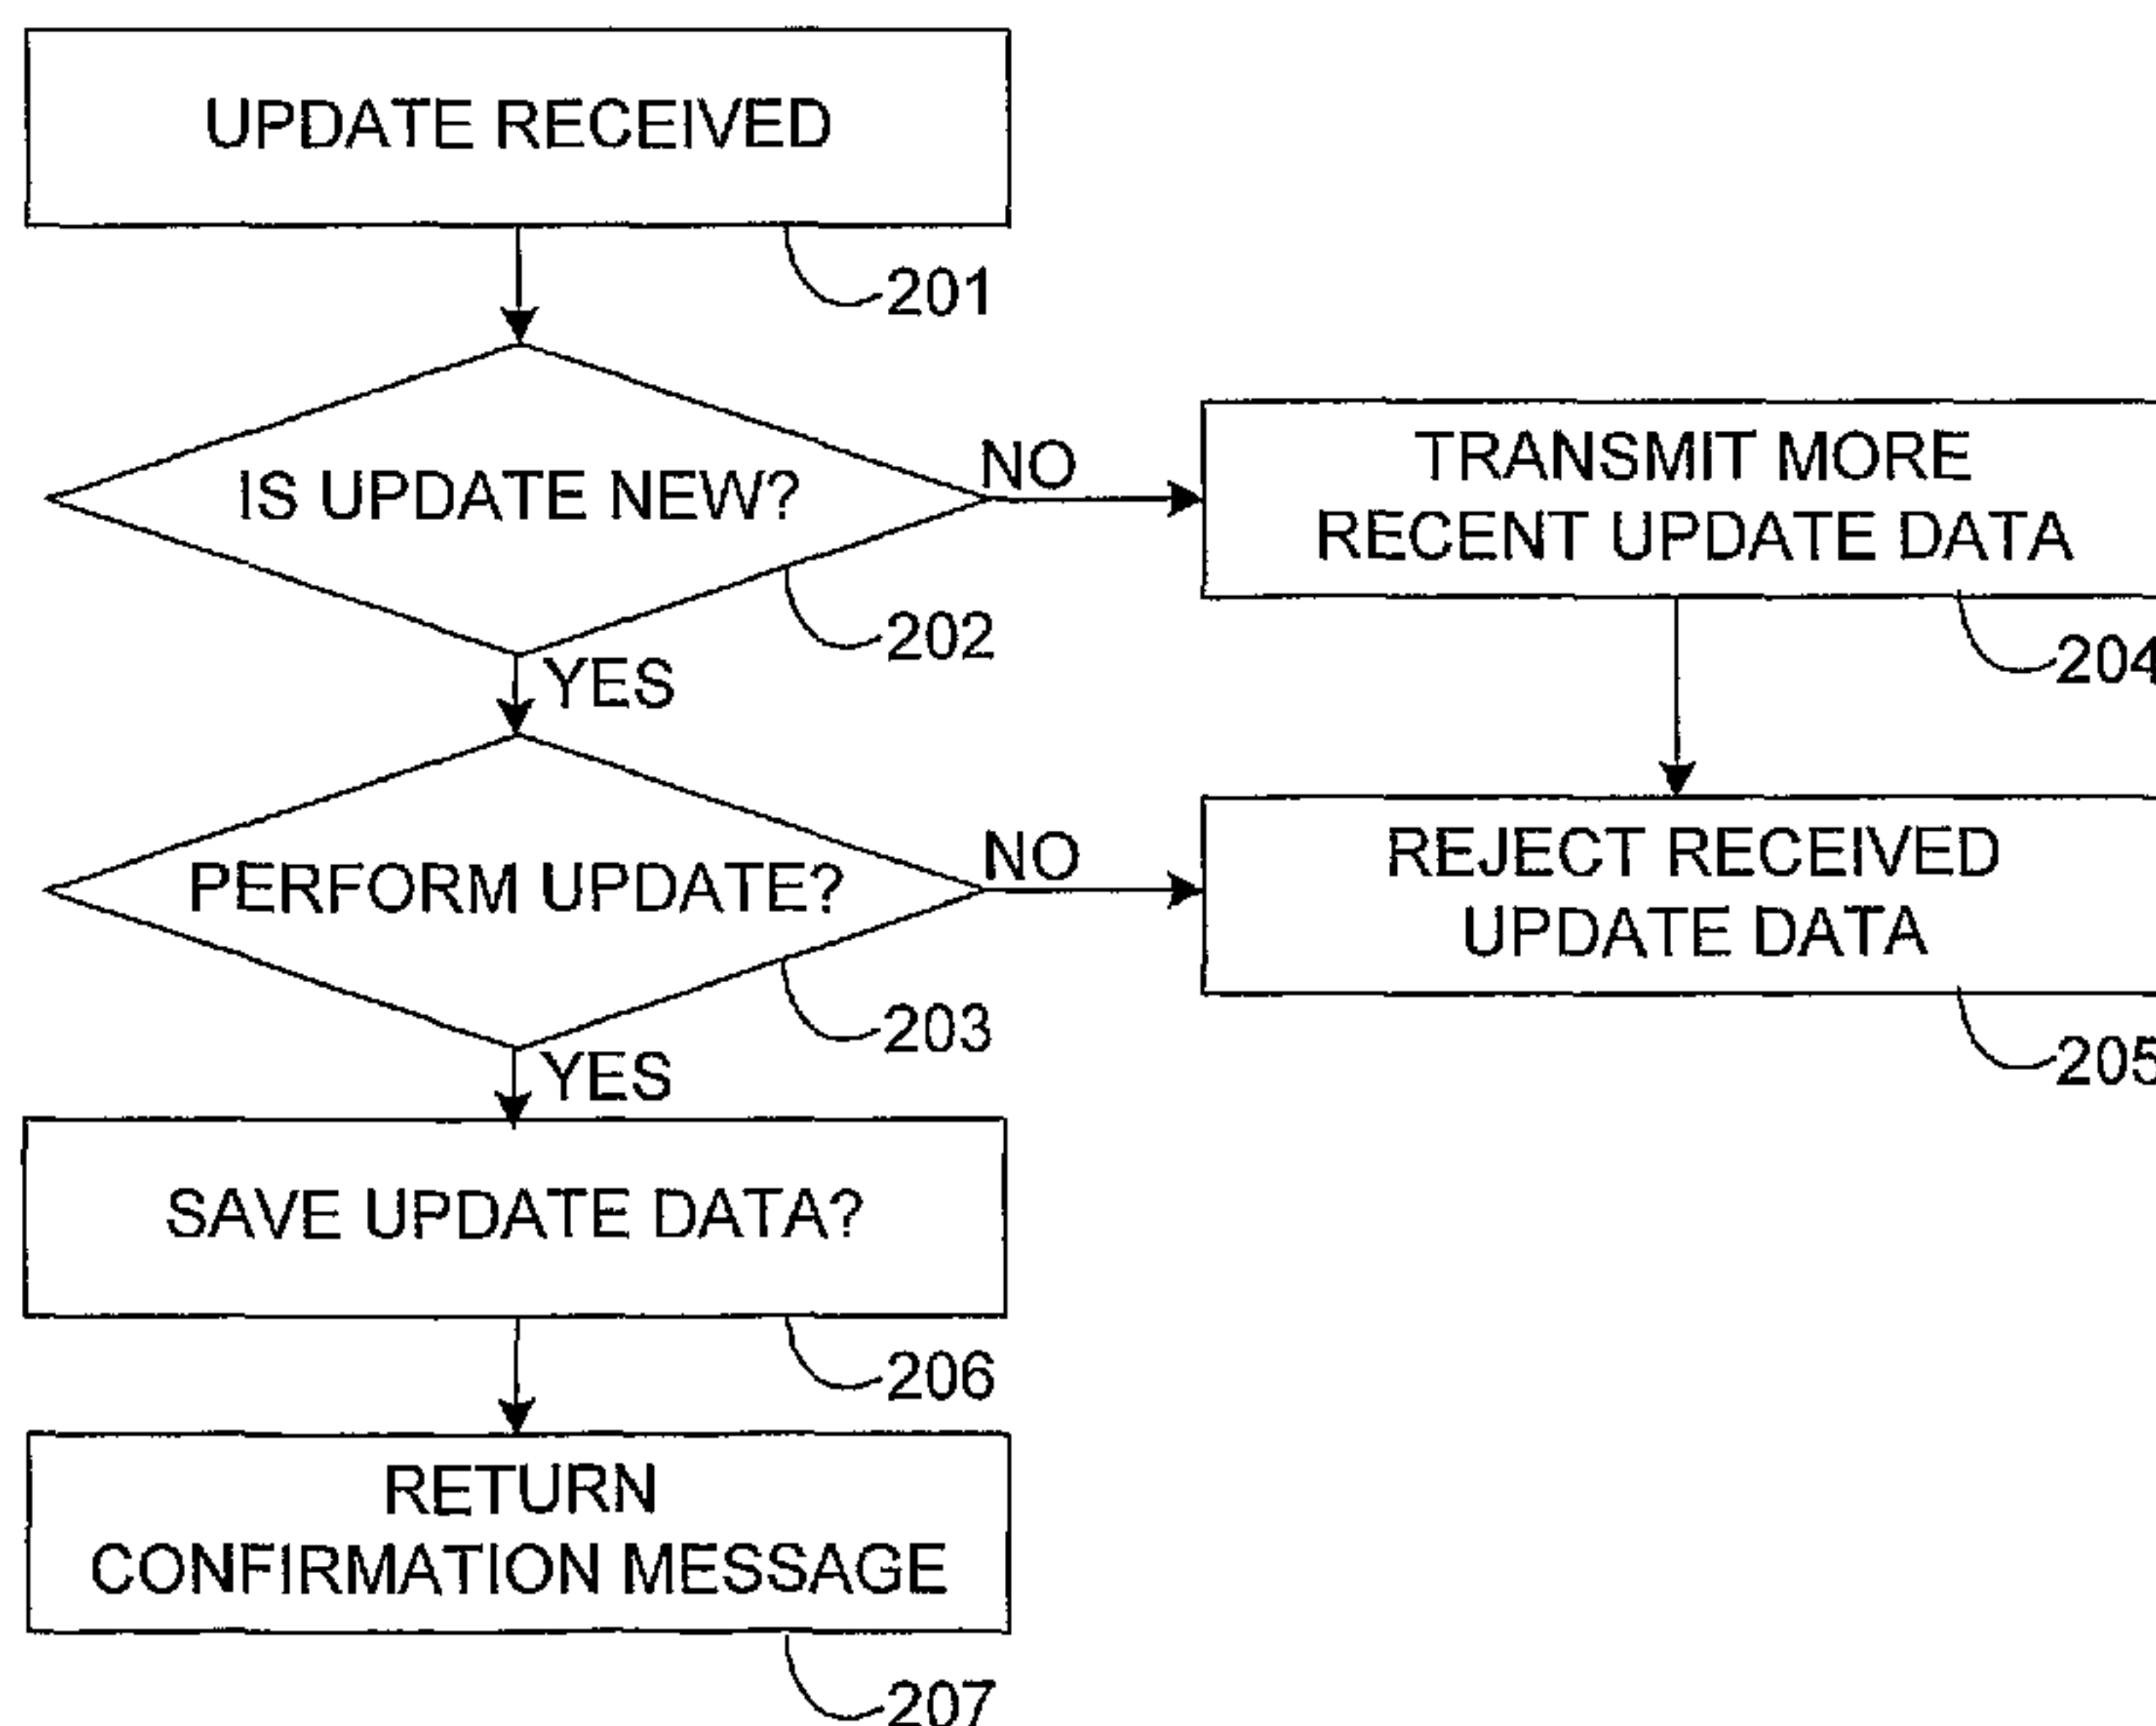 UPDATE RECEIVED
201
IS UPDATE NEW?
NO
202
YES
TRANSMIT MORE
RECENT UPDATE DATA
204
PERFORM UPDATE?
NO
203
YES
REJECT RECEIVED
UPDATE DATA
205
SAVE UPDATE DATA?
206
RETURN
CONFIRMATION MESSAGE
207